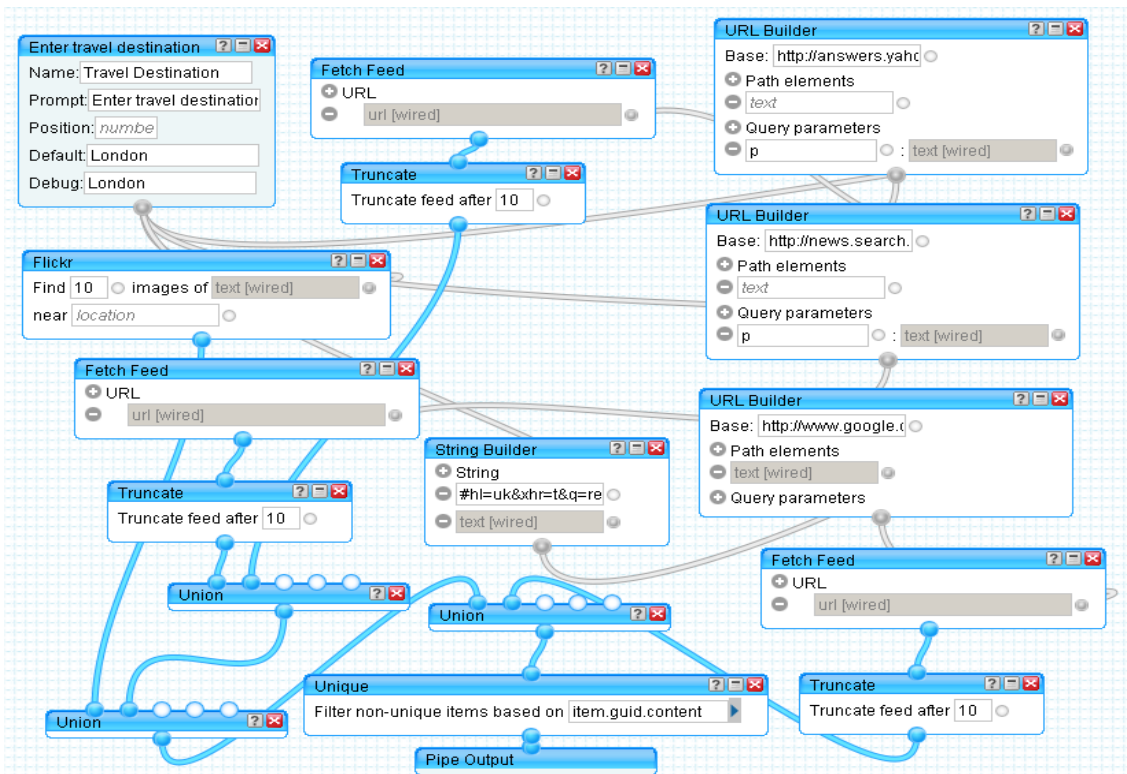 Enter travel destination
Name: Travel Destination
Prompt: Enter travel destination
Position: numbe
Default: London
Debug: London
Fetch Feed
URL
url [wired]
Truncate
Truncate feed after 10
URL Builder
Base: http://answers.yahc
Path elements
text
Query parameters
p : text [wired]
URL Builder
Base: http://news.search.
Path elements
text
Query parameters
p : text [wired]
Flickr
Find 10 images of text [wired]
near location
Fetch Feed
URL
url [wired]
URL Builder
Base: http://www.google.c
Path elements
text [wired]
Query parameters
String Builder
String
#hl=uk&xhr=t&q=re
text [wired]
Truncate
Truncate feed after 10
Fetch Feed
URL
url [wired]
Union
Union
Unique
Filter non-unique items based on item.guid.content
Truncate
Truncate feed after 10
Union
Pipe Output